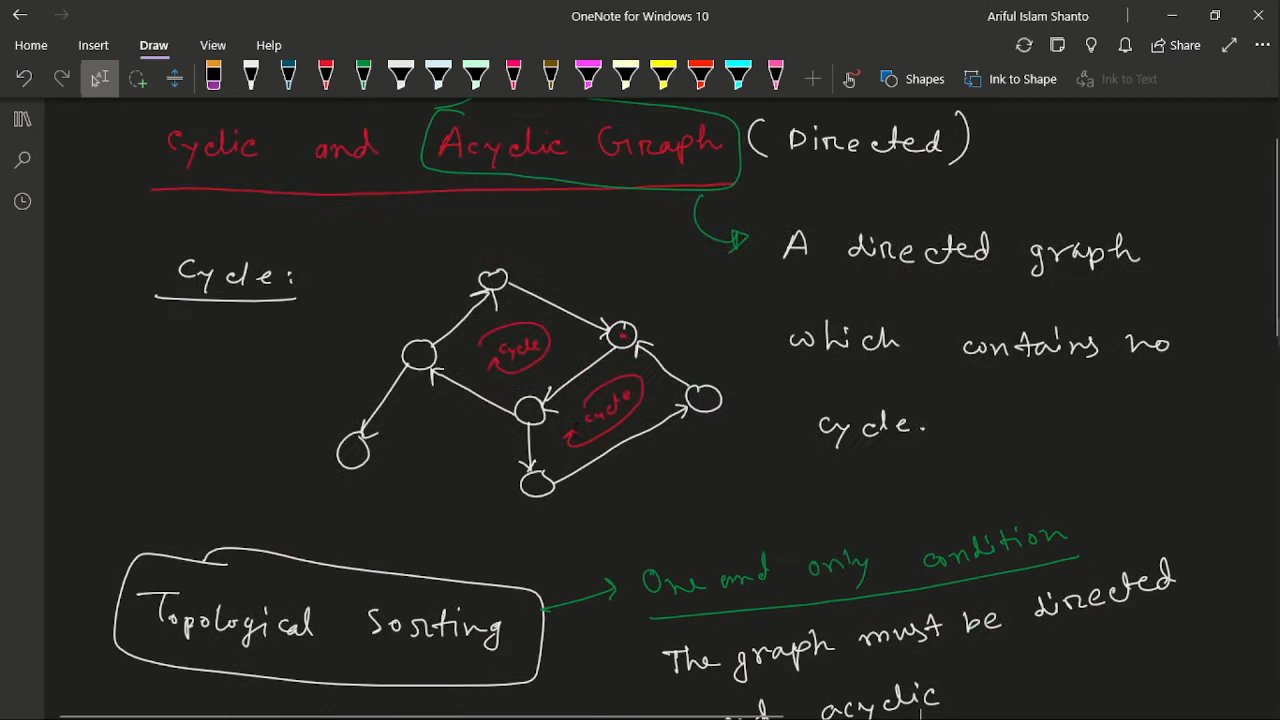 OneNote for Windows 10
Ariful Islam Shanto
Home Insert Draw View Help
Share
Shapes
Ink to Shape
Ink to Text
Cyclic and Acyclic Graph (Directed)
A directed graph
which contains no
cycle.
Cycle:
cycle
cycle
Topological Sorting
One and only condition
The graph must be directed
and acyclic